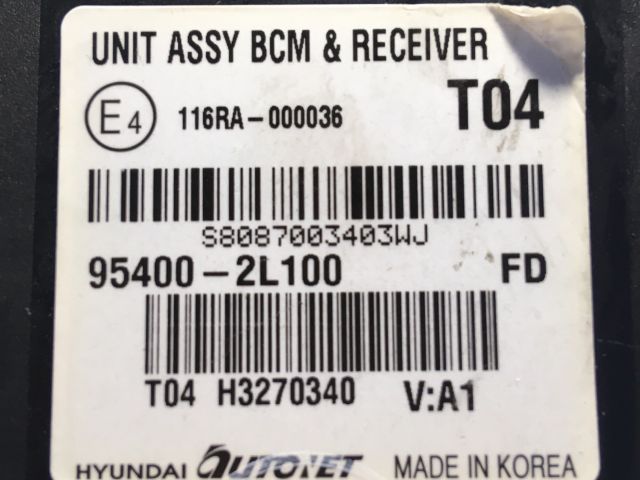 UNIT ASSY BCM & RECEIVER
E4 116RA-000036 T04
S8087003403WJ
95400-2L100 FD
T04 H3270340 V:A1
HYUNDAI AUTONET MADE IN KOREA